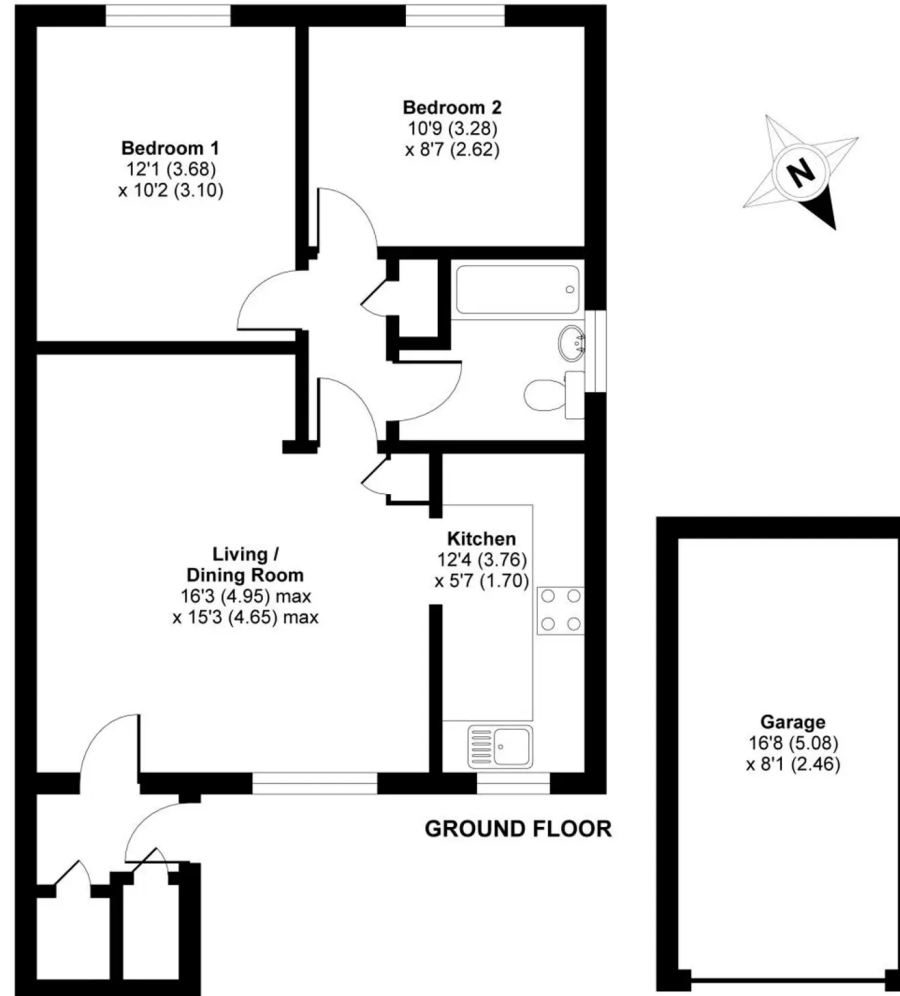 Bedroom 1
12'1 (3.68)
x 10'2 (3.10)
Bedroom 2
10'9 (3.28)
x 8'7 (2.62)
N
Living /
Dining Room
16'3 (4.95) max
x 15'3 (4.65) max
Kitchen
12'4 (3.76)
x 5'7 (1.70)
Garage
16'8 (5.08)
x 8'1 (2.46)
GROUND FLOOR